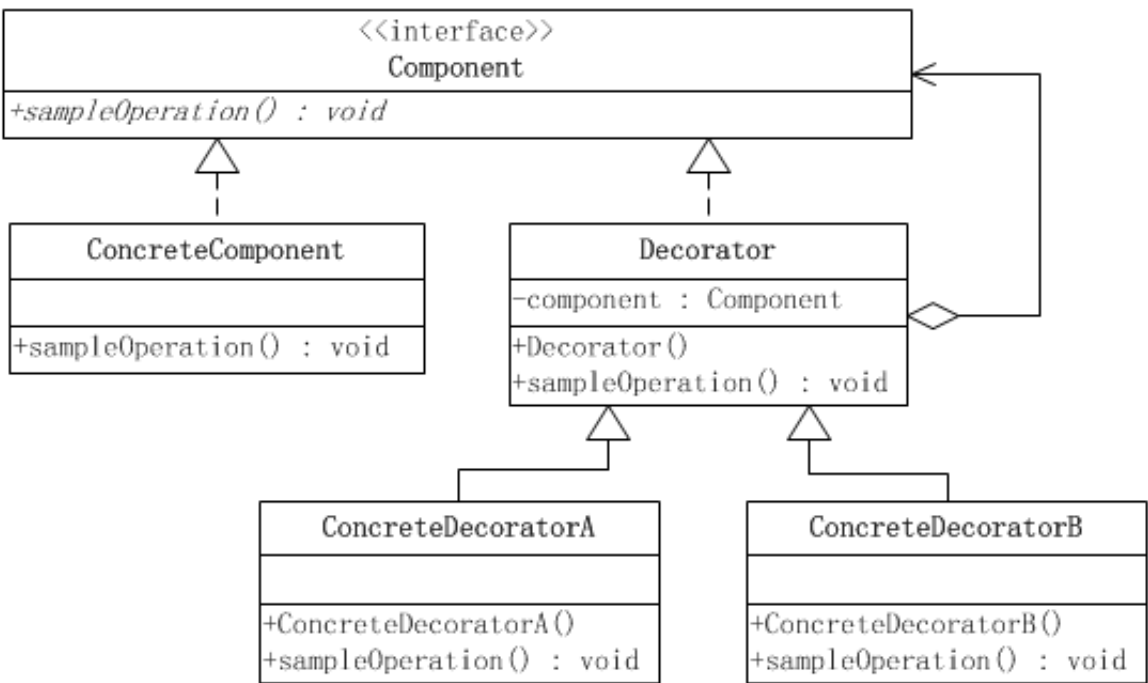 <<interface>>
Component
+sampleOperation() : void
ConcreteComponent
+sampleOperation() : void
Decorator
-component : Component
+Decorator()
+sampleOperation() : void
ConcreteDecoratorA
+ConcreteDecoratorA()
+sampleOperation() : void
ConcreteDecoratorB
+ConcreteDecoratorB()
+sampleOperation() : void